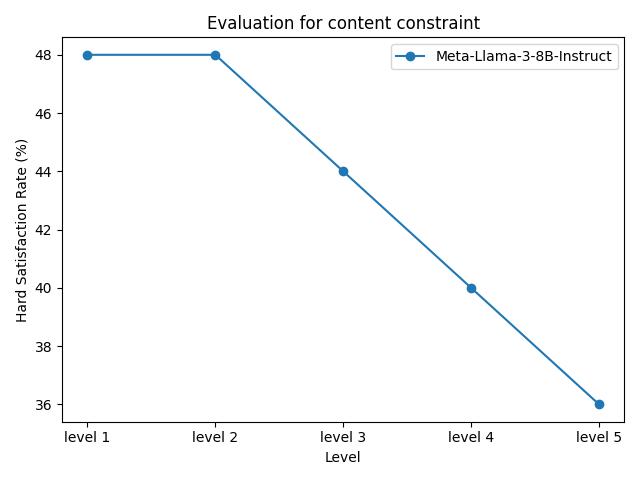 Evaluation for content constraint
Meta-Llama-3-8B-Instruct
Hard Satisfaction Rate (%)
48
46
44
42
40
38
36
level 1 level 2 level 3 level 4 level 5
Level